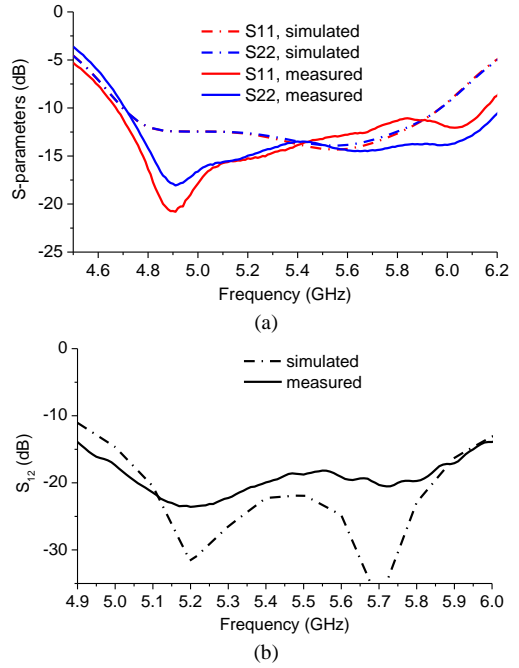 0
-5
-10
-15
-20
-25
S-parameters (dB)
S11, simulated
S22, simulated
S11, measured
S22, measured
4.6 4.8 5.0 5.2 5.4 5.6 5.8 6.0 6.2
Frequency (GHz)
(a)
0
-10
-20
-30
S12 (dB)
simulated
measured
4.9 5.0 5.1 5.2 5.3 5.4 5.5 5.6 5.7 5.8 5.9 6.0
Frequency (GHz)
(b)